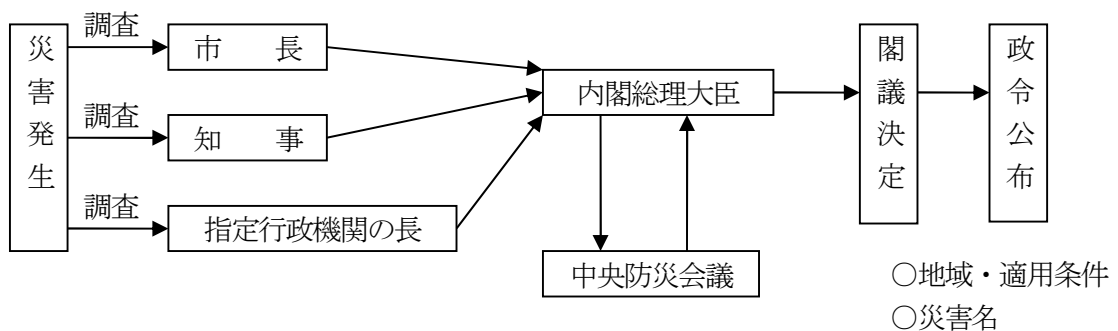 災害発生
調査
市　　長
調査
知　　事
調査
指定行政機関の長
内閣総理大臣
中央防災会議
閣議決定
政令公布
○地域・適用条件
○災害名